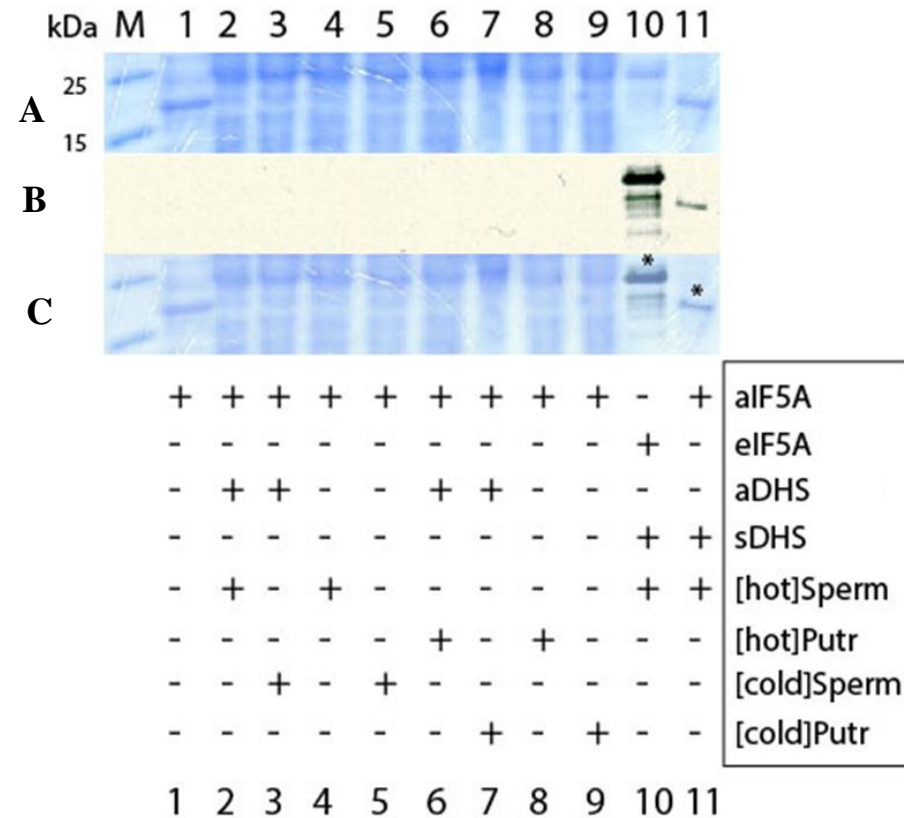 kDa M 1 2 3 4 5 6 7 8 9 10 11
25
A
15
B
*
C *
+ + + + + + + + + - + aIF5A
- - - - - - - - - + - eIF5A
- + + - - + + - - - - aDHS
- - - - - - - - - + + sDHS
- + - + - - - - - + + [hot]Sperm
- - - - - + - + - - - [hot]Putr
- - + - + - - - - - - [cold]Sperm
- - - - - - + - + - - [cold]Putr
1 2 3 4 5 6 7 8 9 10 11